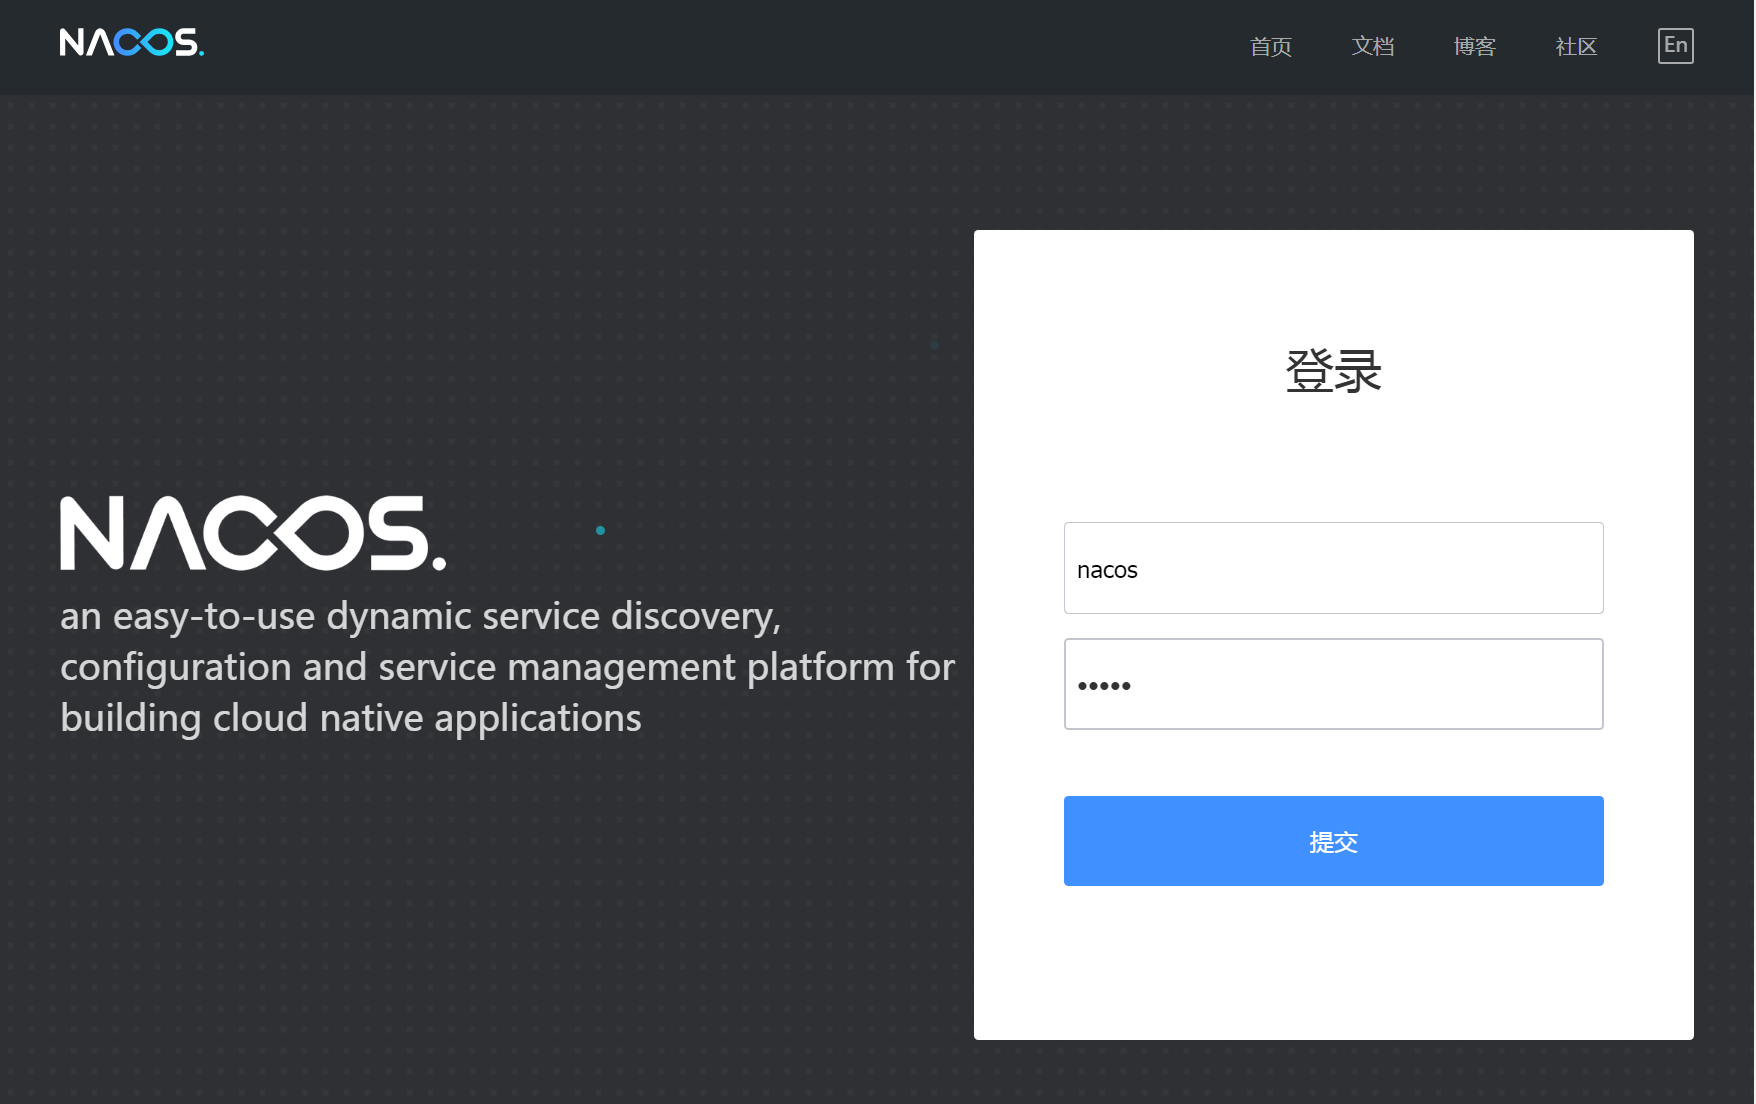 NACOS.
首页
文档
博客
社区
En
登录
NACOS.
an easy-to-use dynamic service discovery,
configuration and service management platform for
building cloud native applications
nacos
•••••
提交